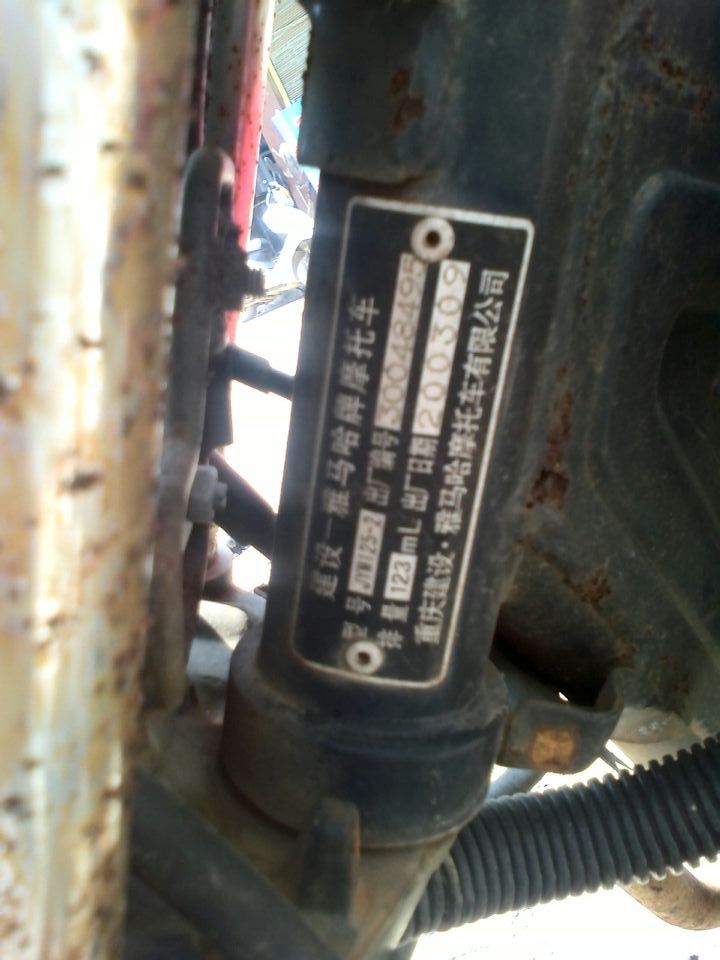 建设—雅马哈牌摩托车
型号 JYM125-2 出厂编号 30048495
排量 123 mL 出厂日期 200309
重庆建设·雅马哈摩托车有限公司